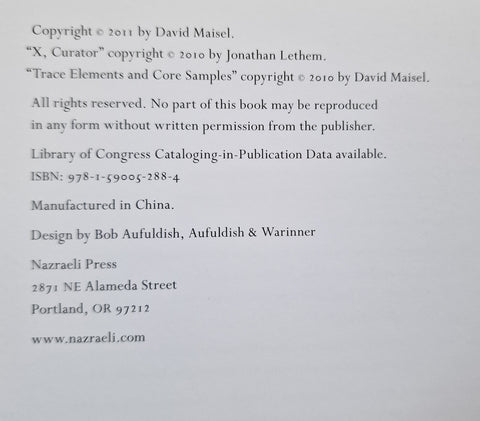 Copyright © 2011 by David Maisel.
“X, Curator” copyright © 2010 by Jonathan Lethem.
“Trace Elements and Core Samples” copyright © 2010 by David Maisel.
All rights reserved. No part of this book may be reproduced
in any form without written permission from the publisher.
Library of Congress Cataloging-in-Publication Data available.
ISBN: 978-1-59005-288-4
Manufactured in China.
Design by Bob Aufuldish, Aufuldish & Warinner
Nazraeli Press
2871 NE Alameda Street
Portland, OR 97212
www.nazraeli.com